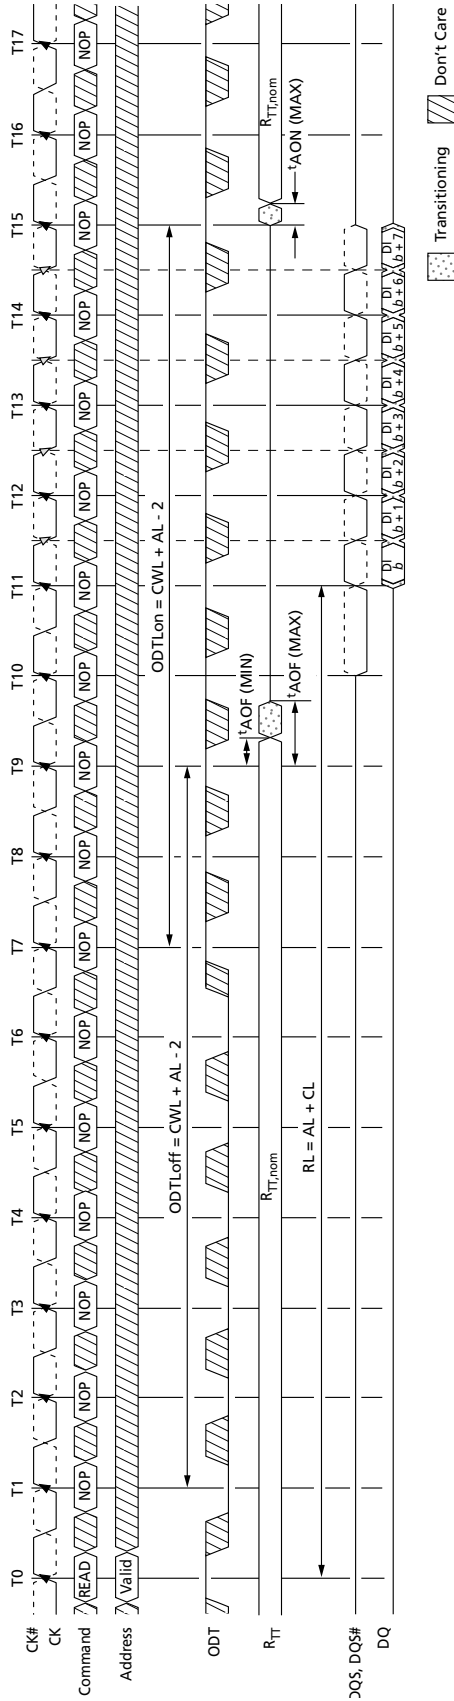 T0 T1 T2 T3 T4 T5 T6 T7 T8 T9 T10 T11 T12 T13 T14 T15 T16 T17
CK#
CK
Command READ NOP NOP NOP NOP NOP NOP NOP NOP NOP NOP NOP NOP NOP NOP NOP NOP NOP
Address Valid
ODTLon = CWL + AL - 2
ODTLoff = CWL + AL - 2
ODT
tAOF (MIN)
RTT RTT,nom RTT,nom
tAOF (MAX) tAON (MAX)
RL = AL + CL
DQS, DQS#
DQ DI b DI b + 1 DI b + 2 DI b + 3 DI b + 4 DI b + 5 DI b + 6 DI b + 7
Transitioning Don't Care